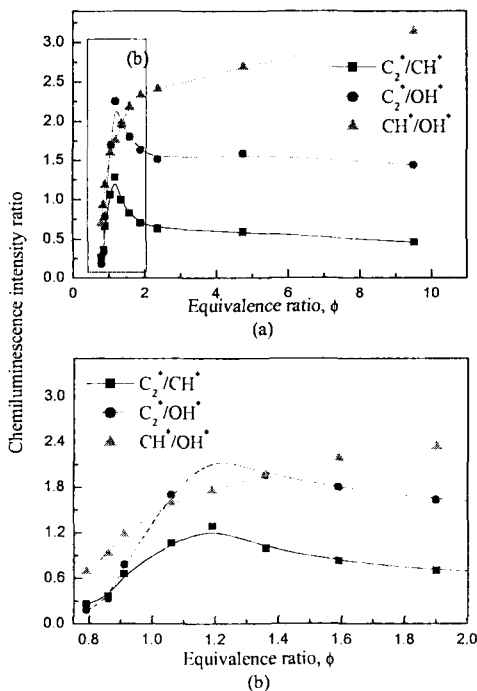 Chemiluminescence intensity ratio
3.5
3.0
2.5
2.0
1.5
1.0
0.5
0.0
(b)
C₂*/CH*
C₂*/OH*
CH*/OH*
0 2 4 6 8 10
Equivalence ratio, ϕ
(a)
3.0
2.4
1.8
1.2
0.6
0.0
C₂*/CH*
C₂*/OH*
CH*/OH*
0.8 1.0 1.2 1.4 1.6 1.8 2.0
Equivalence ratio, ϕ
(b)